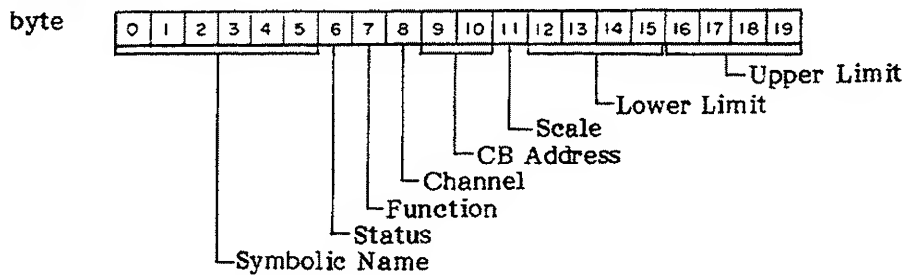 byte 0 1 2 3 4 5 6 7 8 9 10 11 12 13 14 15 16 17 18 19
Upper Limit
Lower Limit
Scale
CB Address
Channel
Function
Status
Symbolic Name